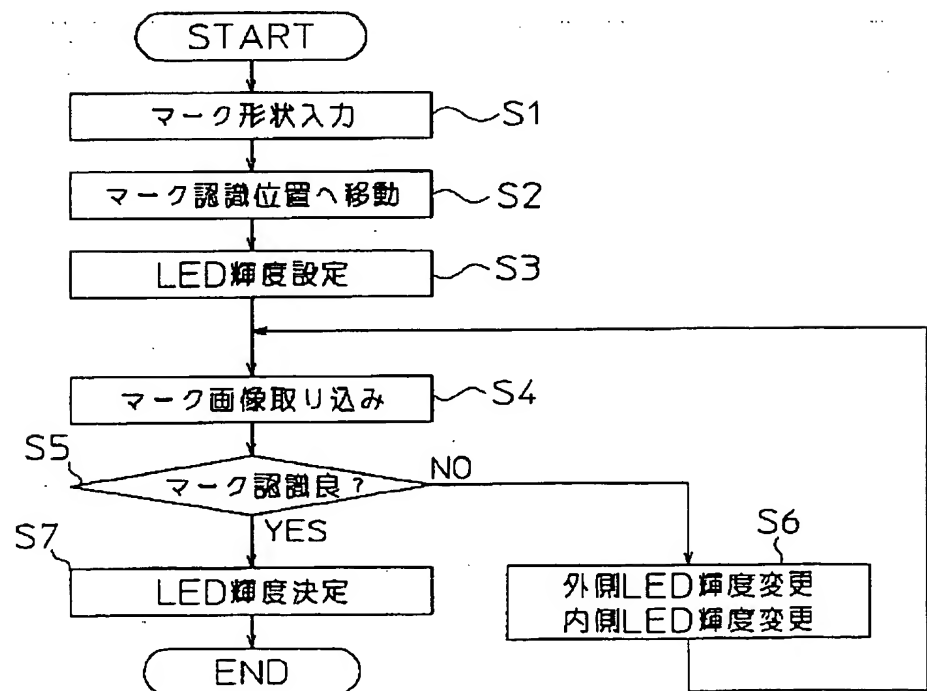 START
マーク形状入力
S1
マーク認識位置へ移動
S2
LED輝度設定
S3
マーク画像取り込み
S4
S5
マーク認識良?
NO
YES
S6
外側LED輝度変更
内側LED輝度変更
S7
LED輝度決定
END